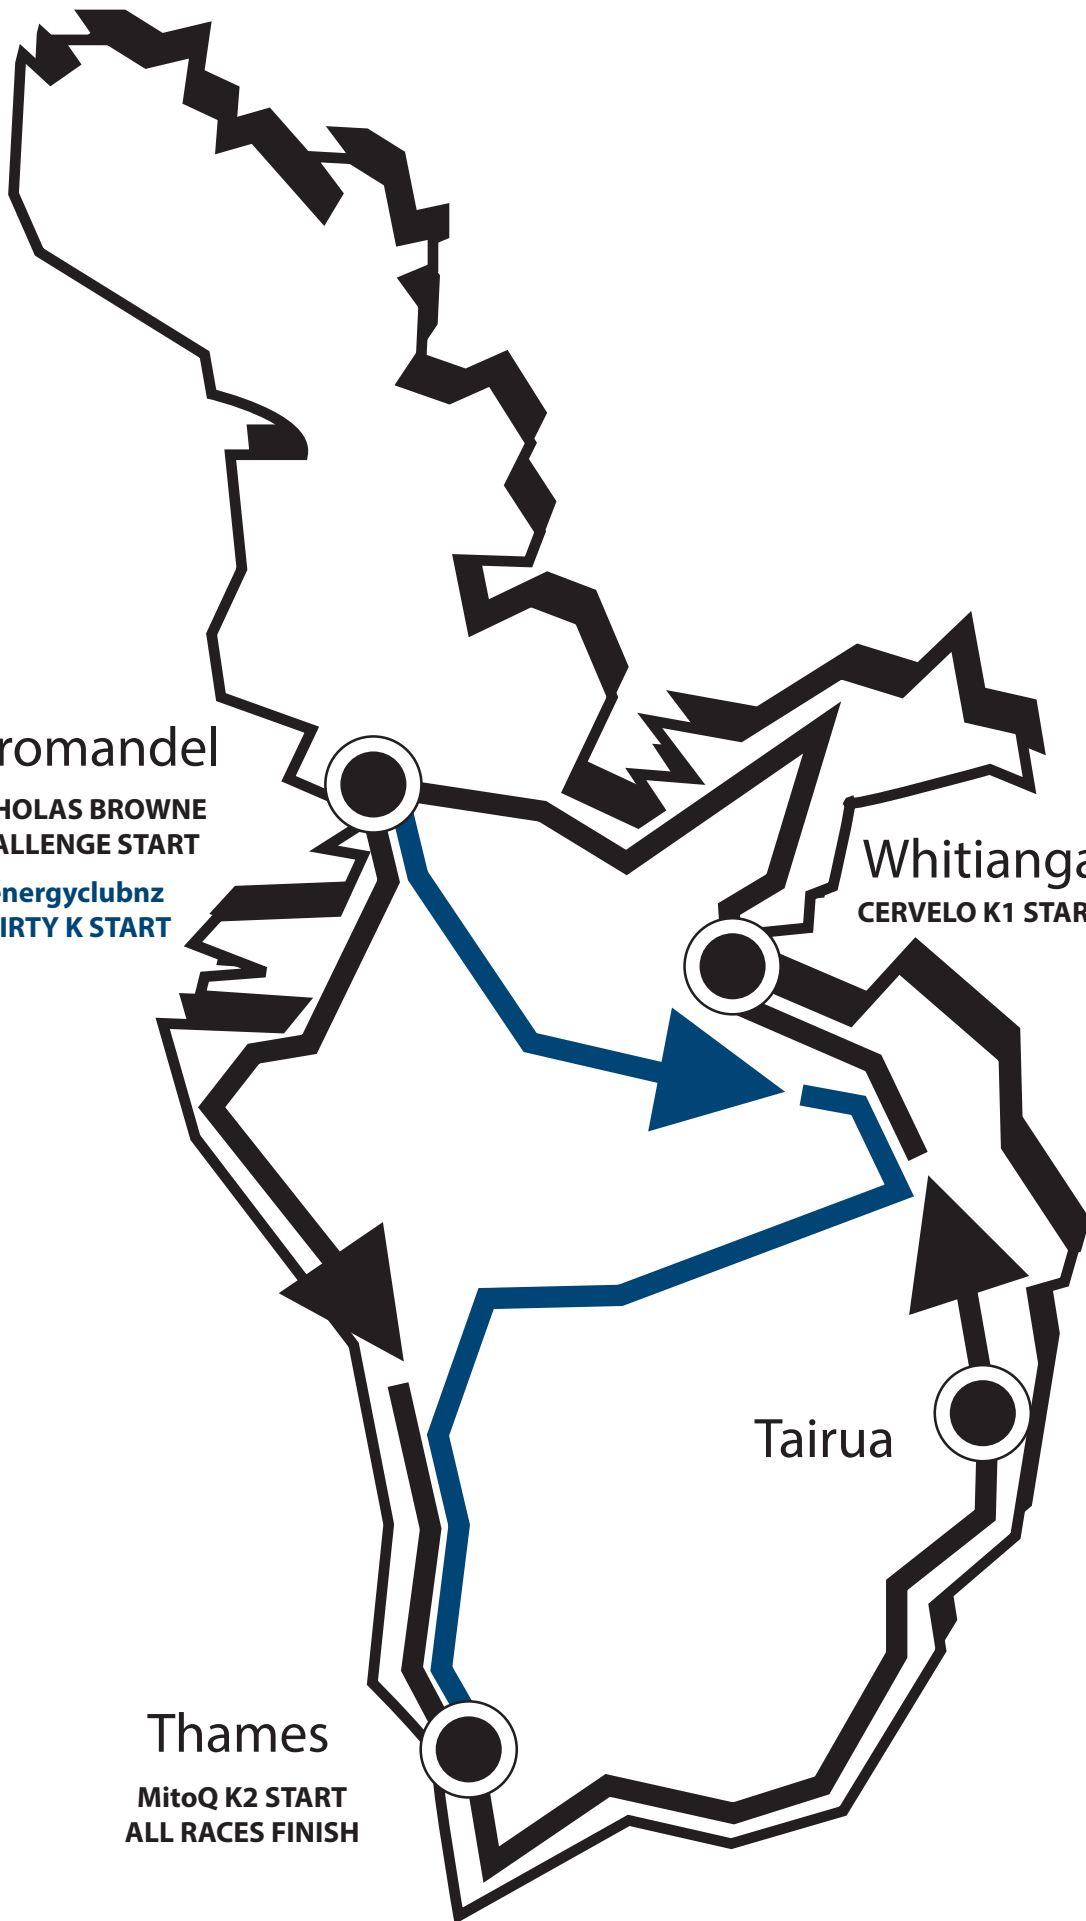 romandel
HOLAS BROWNE
ALLENGE START
energyclubnz
IRTY K START
Whitianga
CERVELO K1 STAR
Tairua
Thames
MitoQ K2 START
ALL RACES FINISH